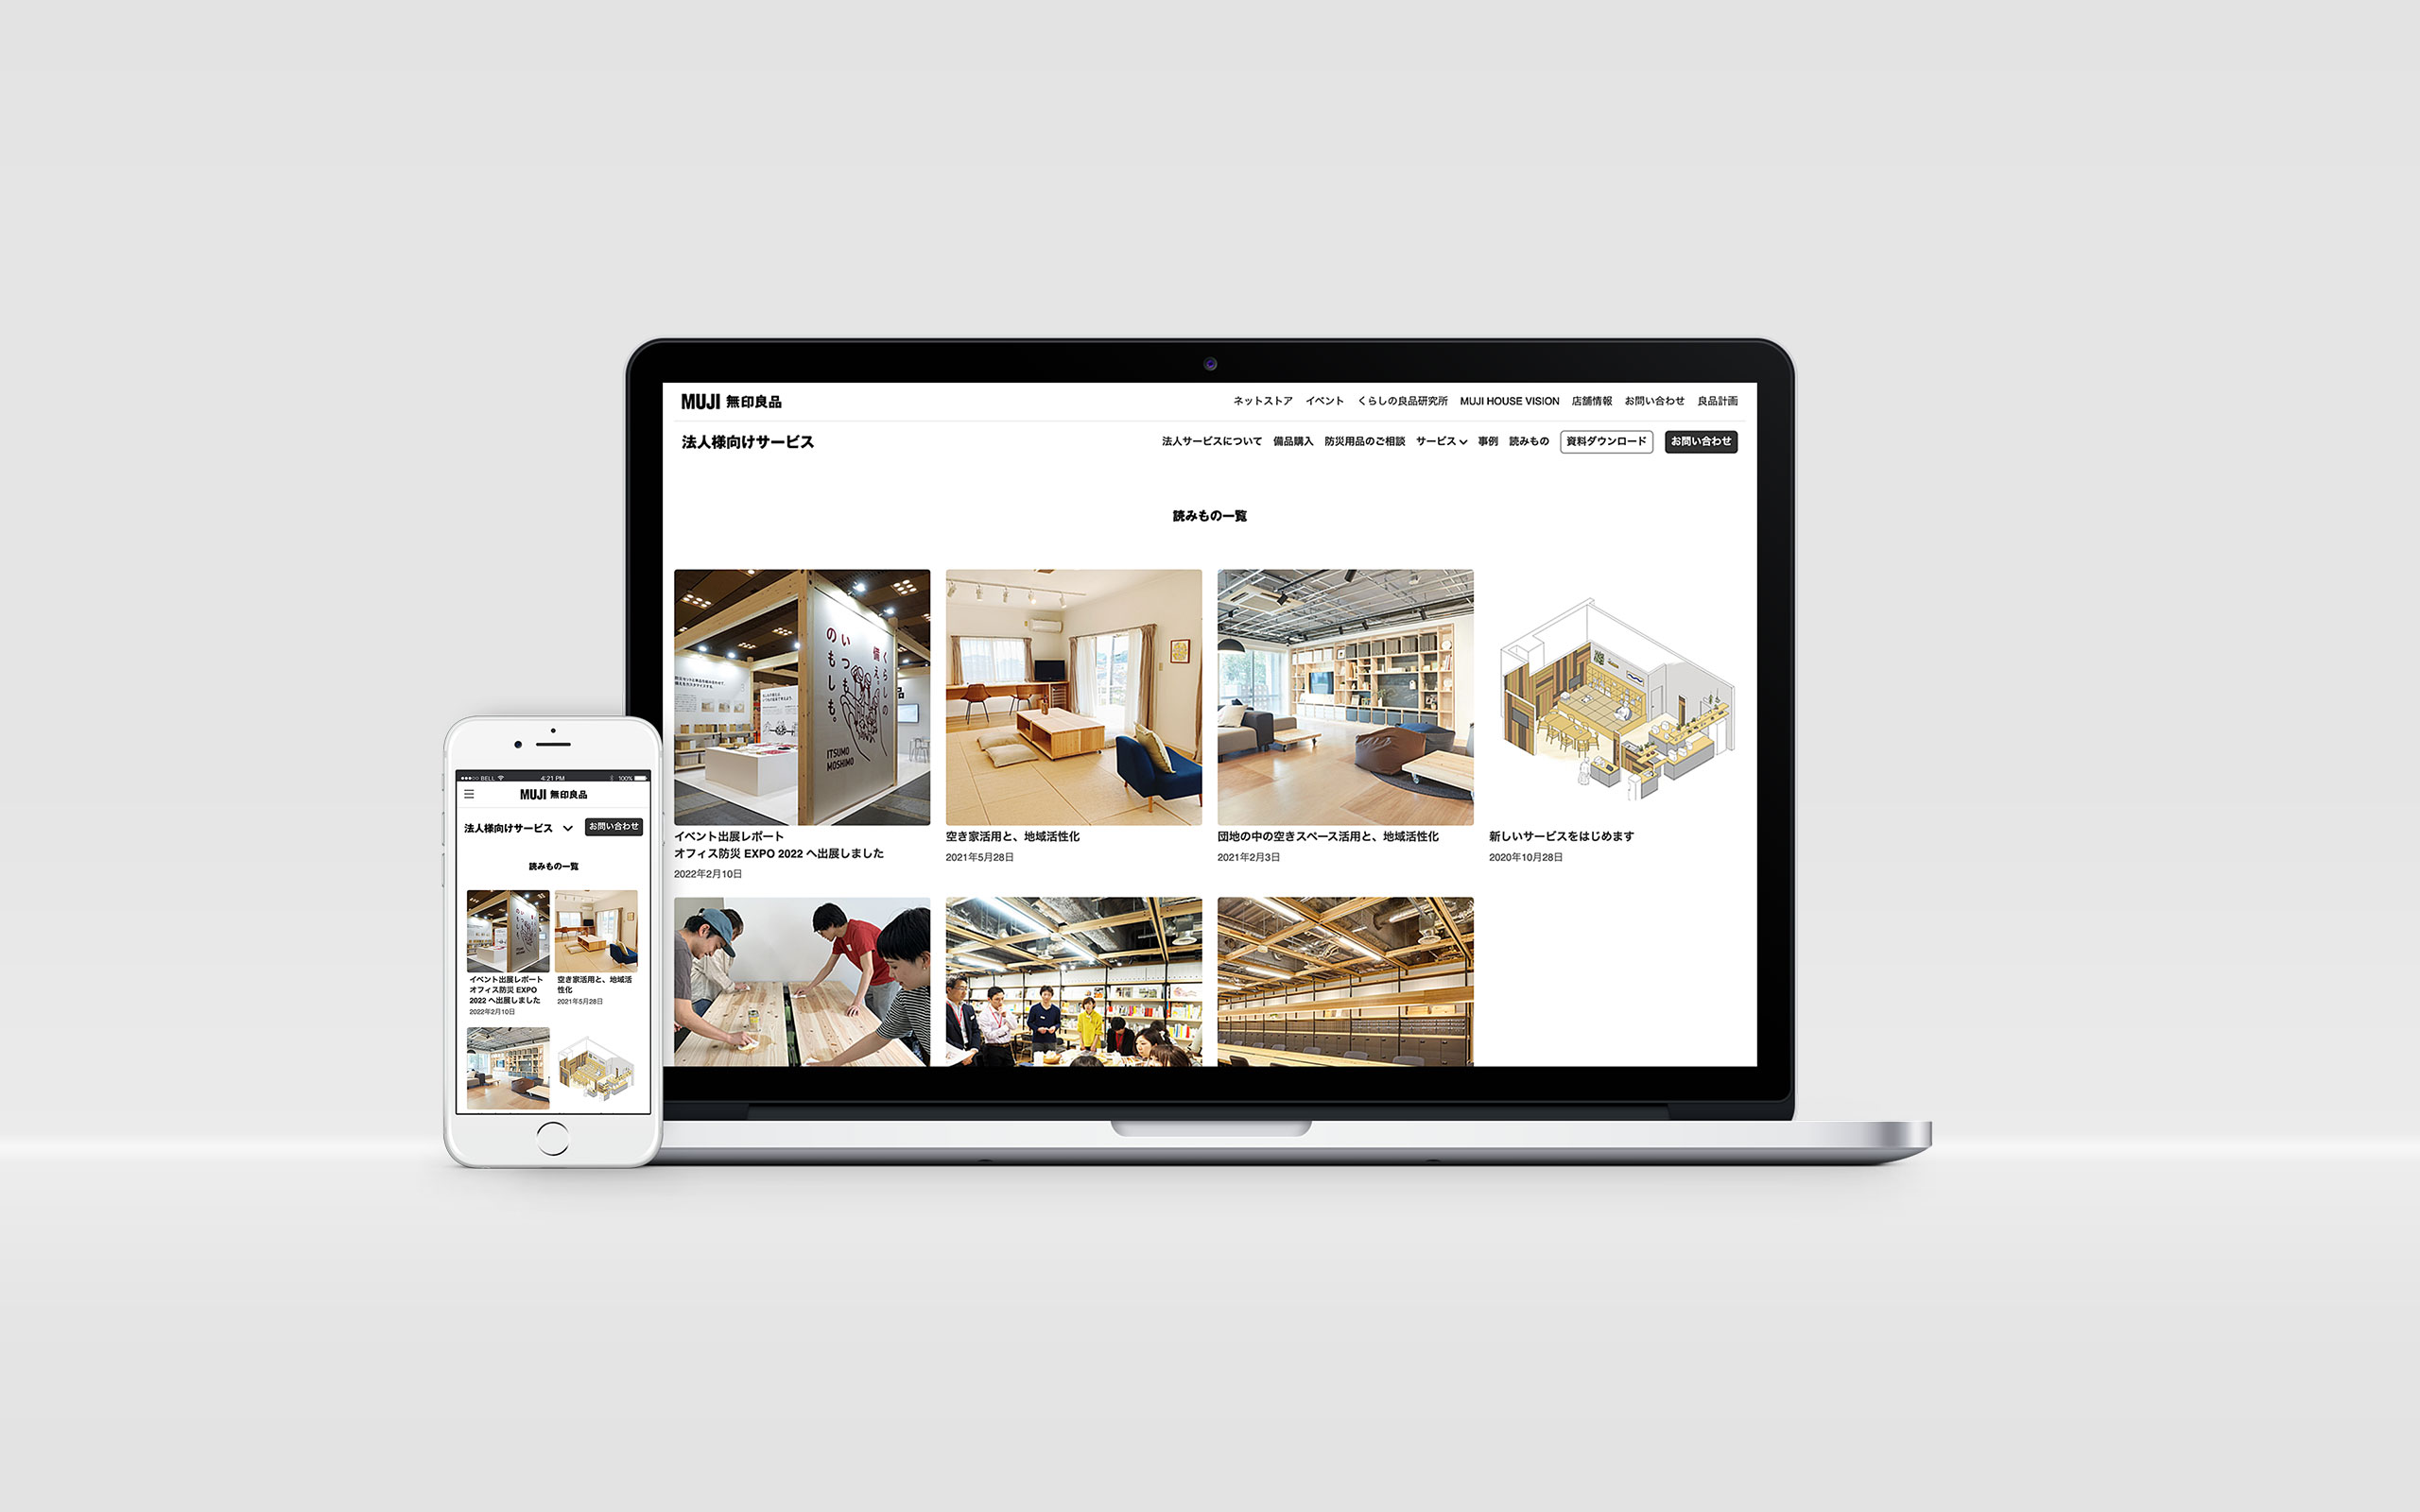 MUJI 無印良品
ネットストア イベント くらしの良品研究所 MUJI HOUSE VISION 店舗情報 お問い合わせ 良品計画
法人様向けサービス
法人サービスについて 備品購入 防災用品のご相談 サービス 事例 読みもの 資料ダウンロード お問い合わせ
読みもの一覧
くらしの
備え。
いつも
のもしも。
ITSUMO
MOSHIMO
イベント出展レポート
オフィス防災 EXPO 2022 へ出展しました
2022年2月10日
空き家活用と、地域活性化
2021年5月28日
団地の中の空きスペース活用と、地域活性化
2021年2月3日
新しいサービスをはじめます
2020年10月28日
BELL 4:21 PM 100%
MUJI 無印良品
法人様向けサービス お問い合わせ
読みもの一覧
イベント出展レポート
オフィス防災 EXPO
2022 へ出展しました
2022年2月10日
空き家活用と、地域活
性化
2021年5月28日